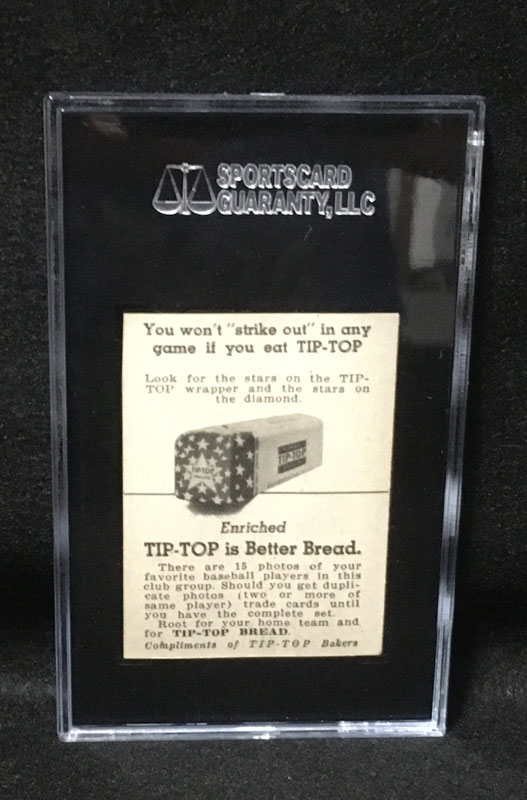 SPORTSCARD
GUARANTY, LLC
You won't "strike out" in any
game if you eat TIP-TOP
Look for the stars on the TIP-
TOP wrapper and the stars on
the diamond.
TIP-TOP
TIP-TOP
Enriched
TIP-TOP is Better Bread.
There are 15 photos of your
favorite baseball players in this
club group. Should you get dupli-
cate photos (two or more of
same player) trade cards until
you have the complete set.
Root for your home team and
for TIP-TOP BREAD.
Compliments of TIP-TOP Bakers